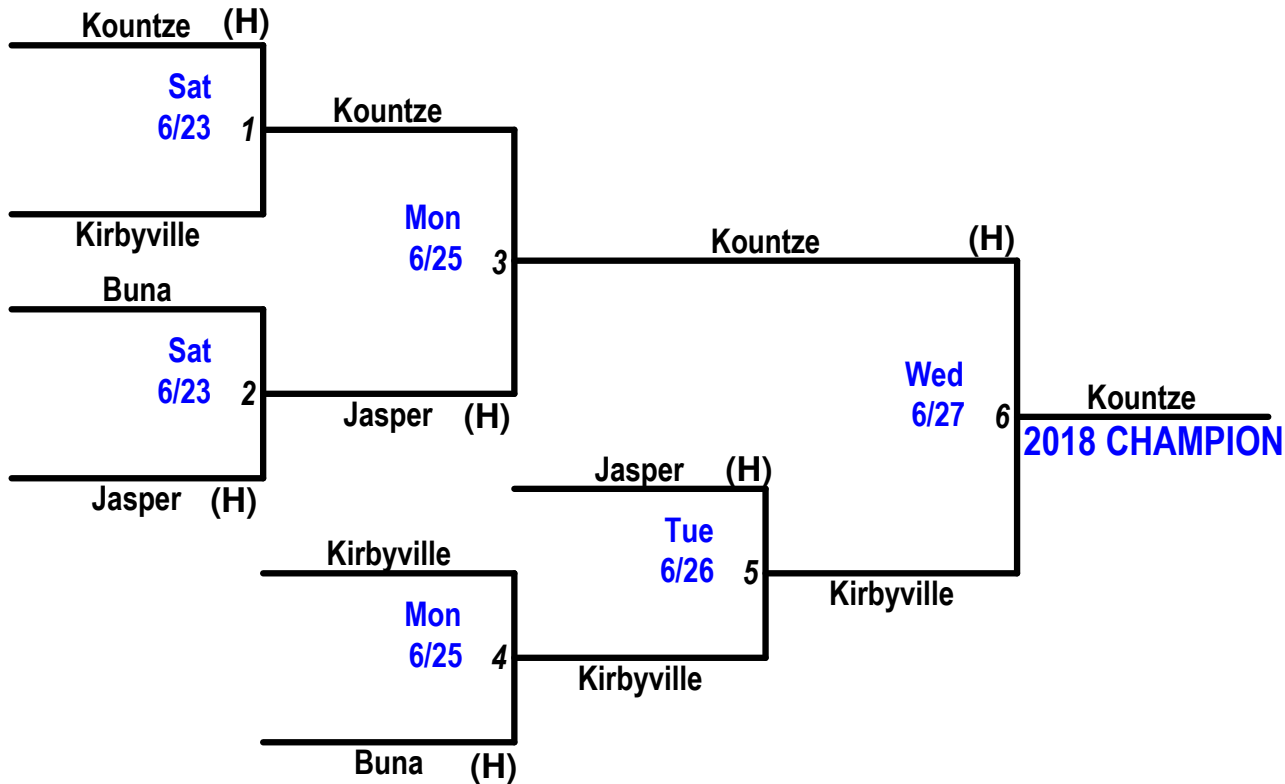 Kountze (H)
Sat
6/23 1
Kountze
Kirbyville
Mon
6/25 3
Kountze (H)
Buna
Sat
6/23 2
Jasper (H)
Wed
6/27 6
Kountze
2018 CHAMPION
Jasper (H)
Jasper (H)
Tue
6/26 5
Kirbyville
Kirbyville
Mon
6/25 4
Kirbyville
Buna (H)